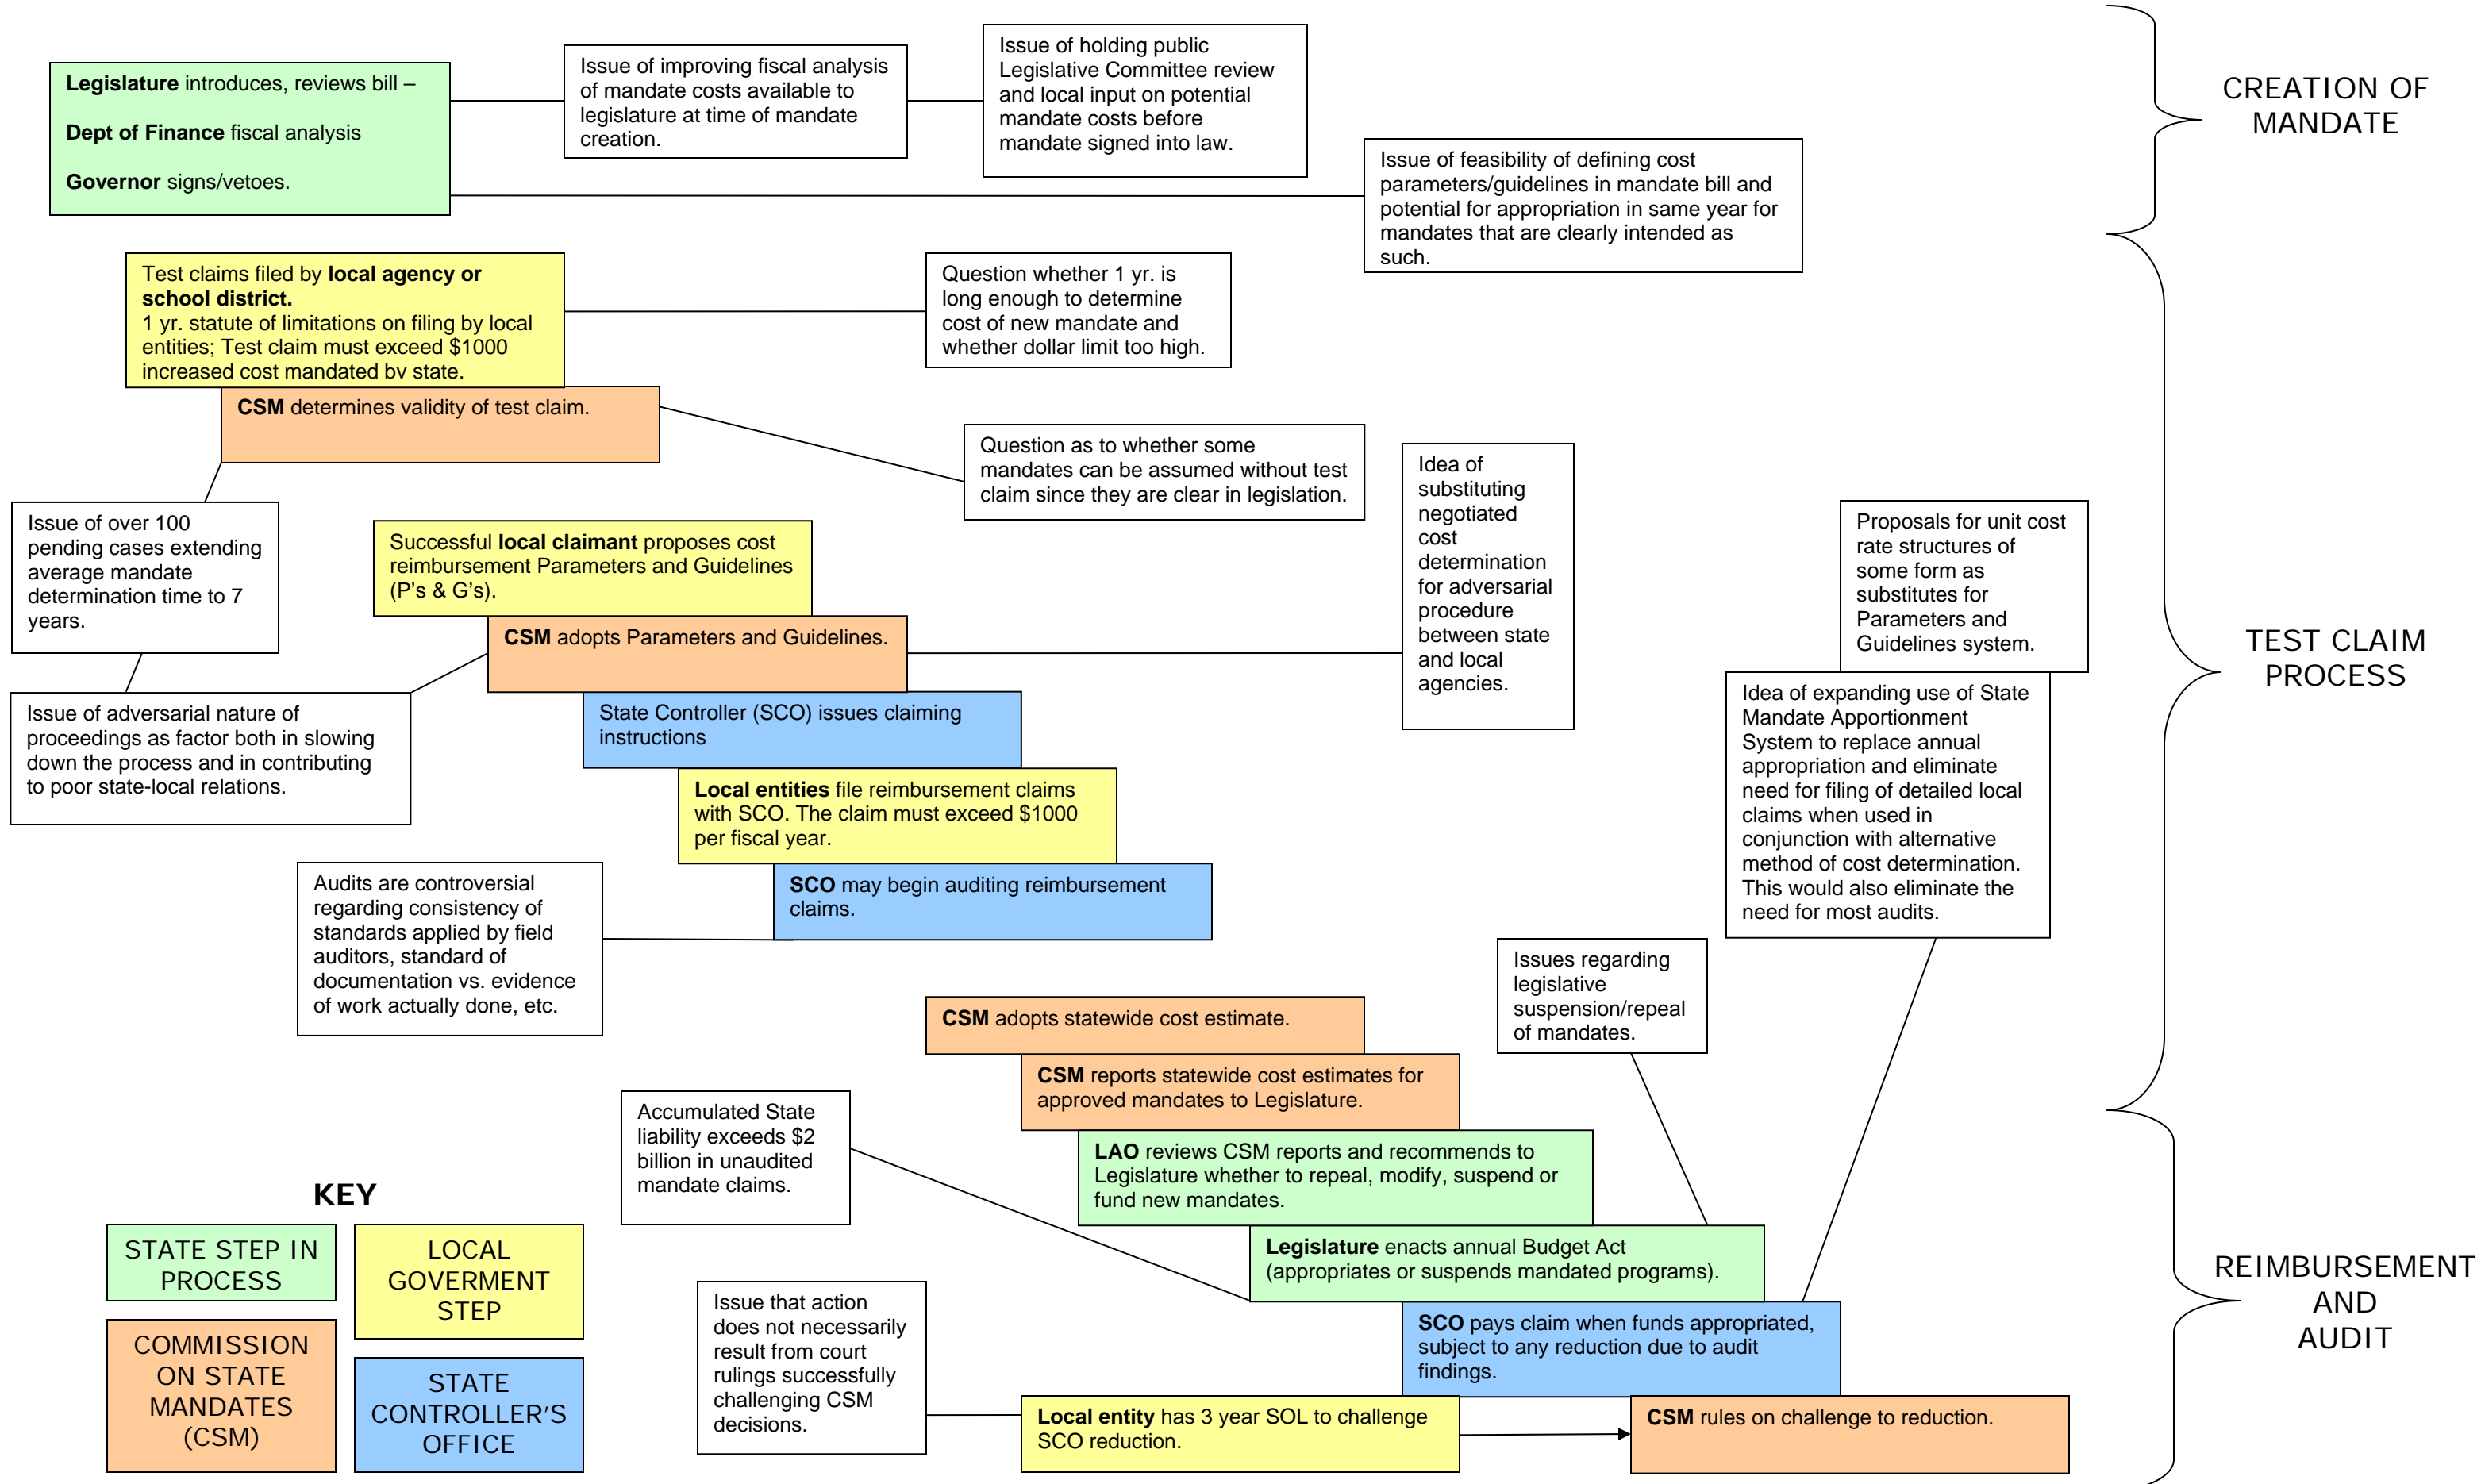 Legislature introduces, reviews bill –
Dept of Finance fiscal analysis
Governor signs/vetoes.
Issue of improving fiscal analysis
of mandate costs available to
legislature at time of mandate
creation.
Issue of holding public
Legislative Committee review
and local input on potential
mandate costs before
mandate signed into law.
Issue of feasibility of defining cost
parameters/guidelines in mandate bill and
potential for appropriation in same year for
mandates that are clearly intended as
such.
CREATION OF
MANDATE
Test claims filed by local agency or
school district.
1 yr. statute of limitations on filing by local
entities; Test claim must exceed $1000
increased cost mandated by state.
Question whether 1 yr. is
long enough to determine
cost of new mandate and
whether dollar limit too high.
CSM determines validity of test claim.
Question as to whether some
mandates can be assumed without test
claim since they are clear in legislation.
Idea of
substituting
negotiated
cost
determination
for adversarial
procedure
between state
and local
agencies.
Issue of over 100
pending cases extending
average mandate
determination time to 7
years.
Successful local claimant proposes cost
reimbursement Parameters and Guidelines
(P's & G's).
Proposals for unit cost
rate structures of
some form as
substitutes for
Parameters and
Guidelines system.
CSM adopts Parameters and Guidelines.
TEST CLAIM
PROCESS
Issue of adversarial nature of
proceedings as factor both in slowing
down the process and in contributing
to poor state-local relations.
State Controller (SCO) issues claiming
instructions
Idea of expanding use of State
Mandate Apportionment
System to replace annual
appropriation and eliminate
need for filing of detailed local
claims when used in
conjunction with alternative
method of cost determination.
This would also eliminate the
need for most audits.
Local entities file reimbursement claims
with SCO. The claim must exceed $1000
per fiscal year.
Audits are controversial
regarding consistency of
standards applied by field
auditors, standard of
documentation vs. evidence
of work actually done, etc.
SCO may begin auditing reimbursement
claims.
Issues regarding
legislative
suspension/repeal
of mandates.
CSM adopts statewide cost estimate.
CSM reports statewide cost estimates for
approved mandates to Legislature.
Accumulated State
liability exceeds $2
billion in unaudited
mandate claims.
LAO reviews CSM reports and recommends to
Legislature whether to repeal, modify, suspend or
fund new mandates.
Legislature enacts annual Budget Act
(appropriates or suspends mandated programs).
REIMBURSEMENT
AND
AUDIT
Issue that action
does not necessarily
result from court
rulings successfully
challenging CSM
decisions.
SCO pays claim when funds appropriated,
subject to any reduction due to audit
findings.
Local entity has 3 year SOL to challenge
SCO reduction.
CSM rules on challenge to reduction.
KEY
STATE STEP IN
PROCESS
LOCAL
GOVERMENT
STEP
COMMISSION
ON STATE
MANDATES
(CSM)
STATE
CONTROLLER'S
OFFICE